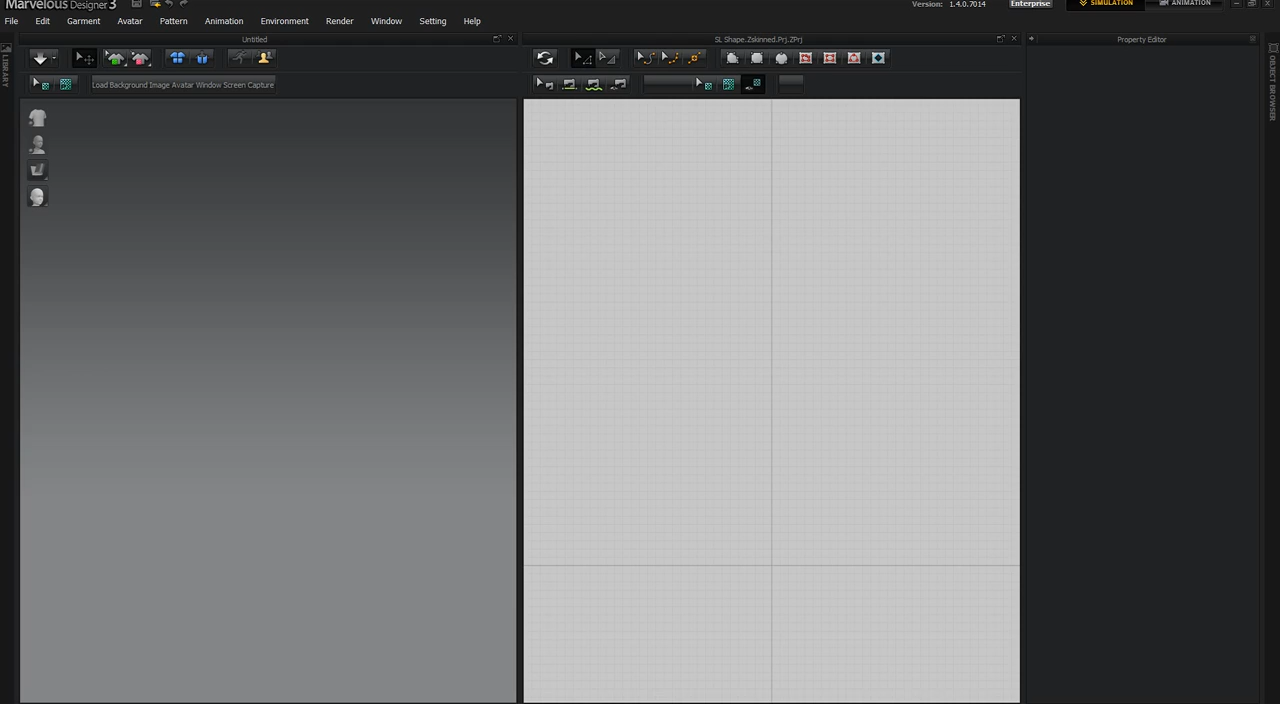 Marvelous Designer 3
Version: 1.4.0.7014
Enterprise
SIMULATION
ANIMATION
File
Edit
Garment
Avatar
Pattern
Animation
Environment
Render
Window
Setting
Help
Untitled
SL Shape.Zskinned.Prj.ZPrj
Property Editor
Load Background Image Avatar Window Screen Capture
LIBRARY
OBJECT BROWSER